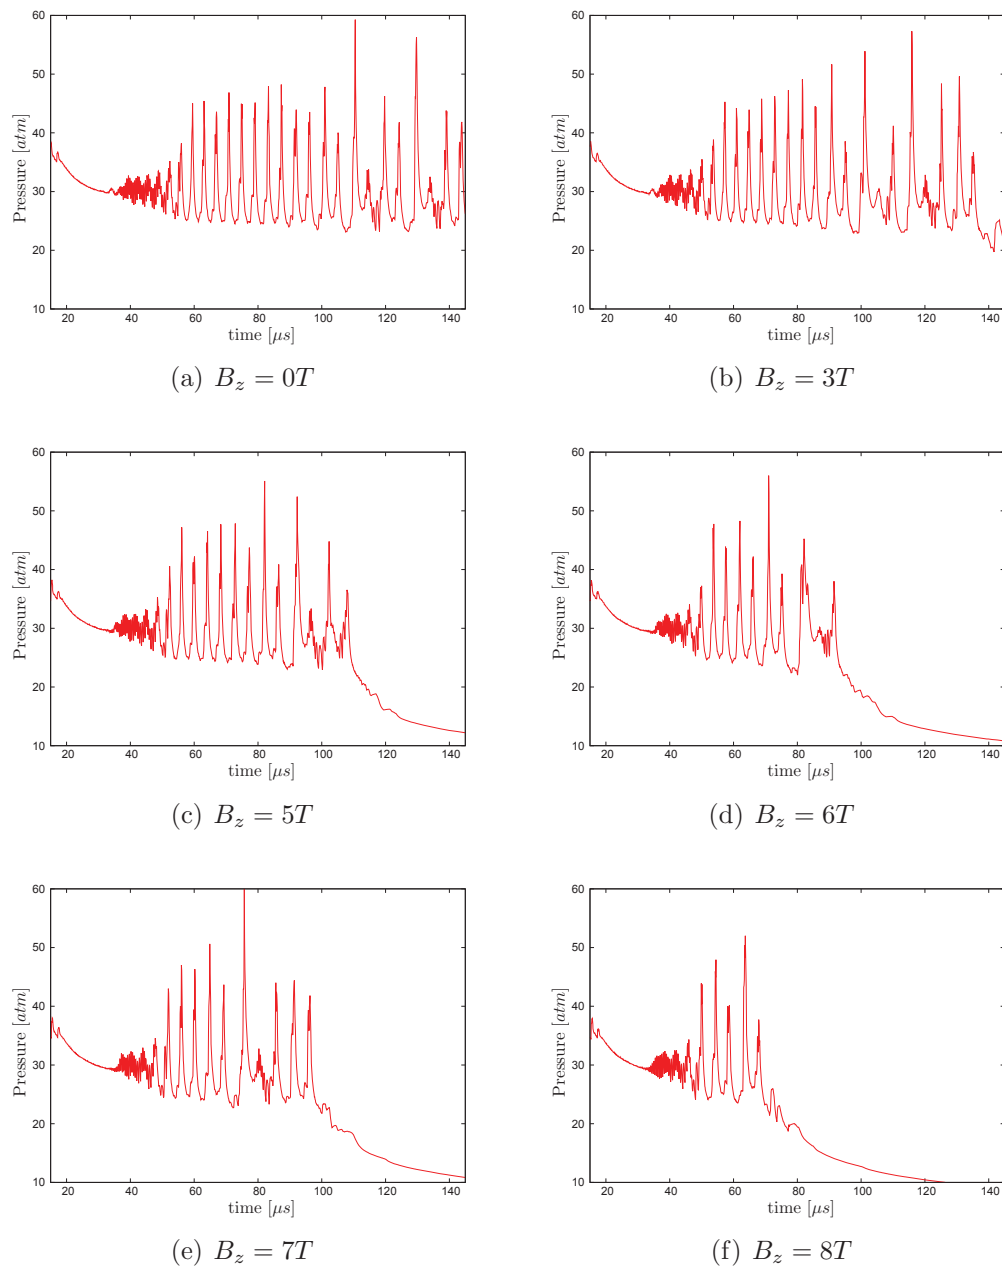 60
50
40
30
20
10
Pressure [atm]
20 40 60 80 100 120 140
time [μs]
(a) B_z = 0T
60
50
40
30
20
10
Pressure [atm]
20 40 60 80 100 120 140
time [μs]
(b) B_z = 3T
60
50
40
30
20
10
Pressure [atm]
20 40 60 80 100 120 140
time [μs]
(c) B_z = 5T
60
50
40
30
20
10
Pressure [atm]
20 40 60 80 100 120 140
time [μs]
(d) B_z = 6T
60
50
40
30
20
10
Pressure [atm]
20 40 60 80 100 120 140
time [μs]
(e) B_z = 7T
60
50
40
30
20
10
Pressure [atm]
20 40 60 80 100 120 140
time [μs]
(f) B_z = 8T